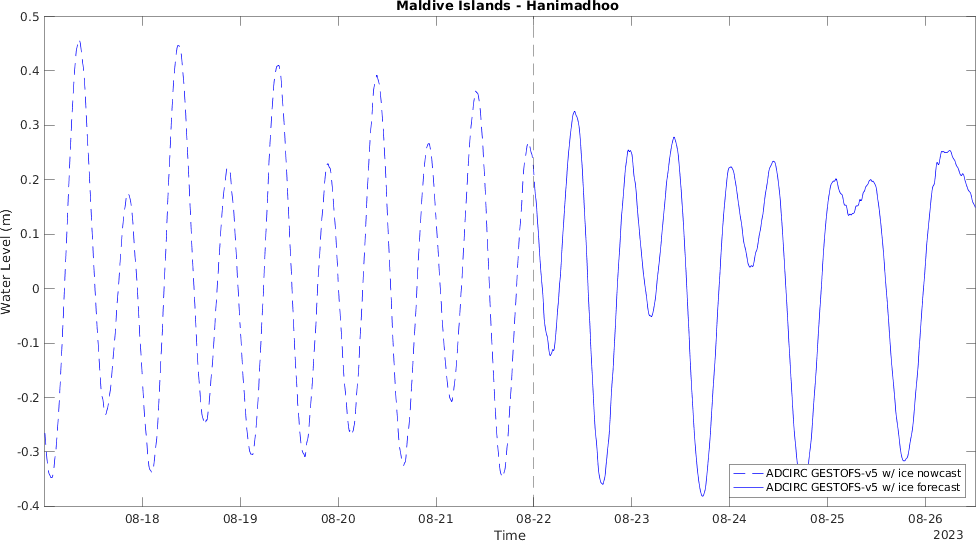 Maldive Islands - Hanimadhoo
Water Level (m)
0.5
0.4
0.3
0.2
0.1
0
-0.1
-0.2
-0.3
-0.4
ADCIRC GESTOFS-v5 w/ ice nowcast
ADCIRC GESTOFS-v5 w/ ice forecast
08-18 08-19 08-20 08-21 08-22 08-23 08-24 08-25 08-26
Time
2023